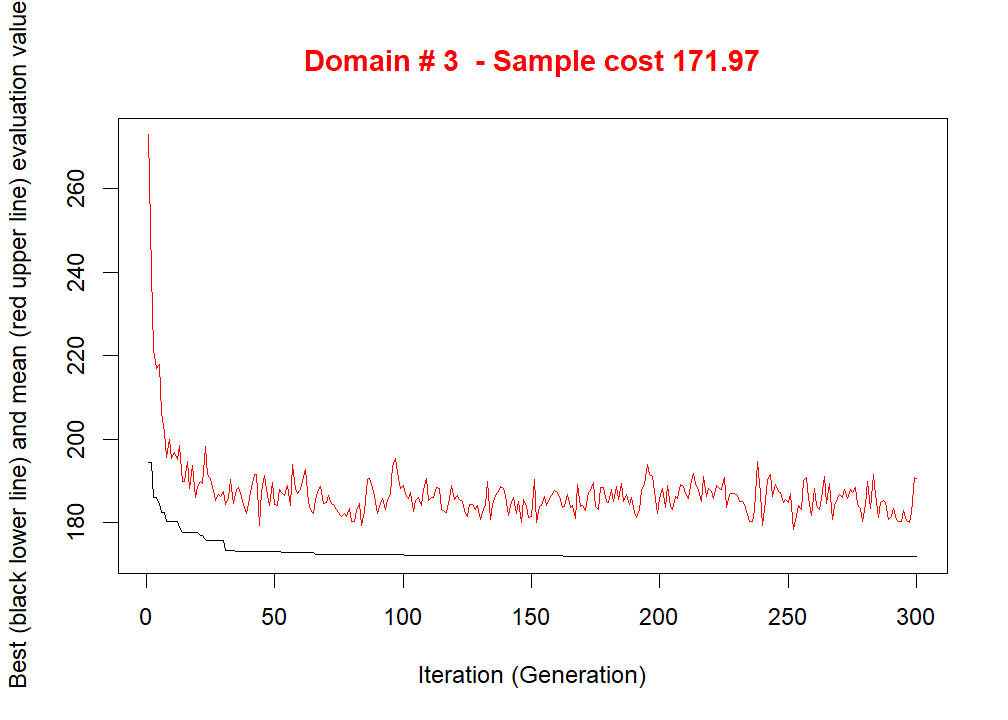 Domain # 3  - Sample cost 171.97
Best (black lower line) and mean (red upper line) evaluation value
260
240
220
200
180
0 50 100 150 200 250 300
Iteration (Generation)